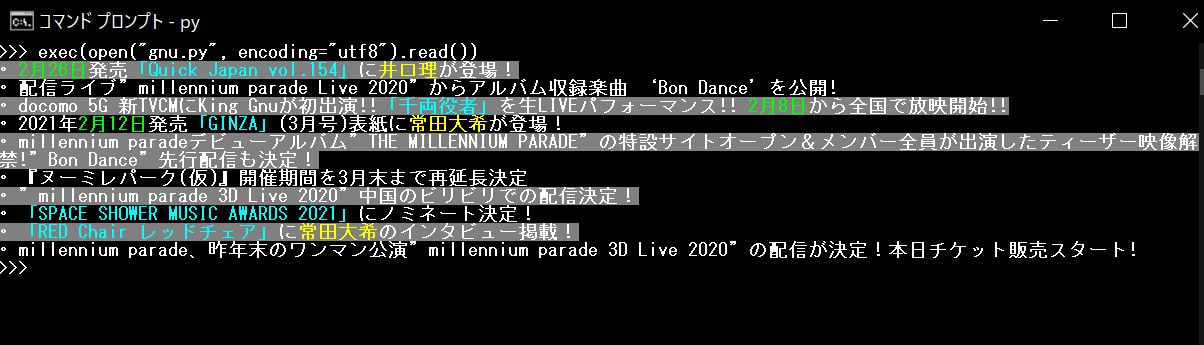 コマンド プロンプト - py
>>> exec(open("gnu.py", encoding="utf8").read())
• 2月26日発売「Quick Japan vol.154」に井口理が登場！
• 配信ライブ”millennium parade Live 2020”からアルバム収録楽曲 ‘Bon Dance’を公開!
• docomo 5G 新TVCMにKing Gnuが初出演!!「千両役者」を生LIVEパフォーマンス!! 2月8日から全国で放映開始!!
• 2021年2月12日発売「GINZA」(3月号)表紙に常田大希が登場！
• millennium paradeデビューアルバム”THE MILLENNIUM PARADE”の特設サイトオープン＆メンバー全員が出演したティーザー映像解
禁!”Bon Dance”先行配信も決定！
• 『ヌーミレパーク(仮)』開催期間を3月末まで再延長決定
• ”millennium parade 3D Live 2020”中国のビリビリでの配信決定！
• 「SPACE SHOWER MUSIC AWARDS 2021」にノミネート決定！
• 「RED Chair レッドチェア」に常田大希のインタビュー掲載！
• millennium parade、昨年末のワンマン公演”millennium parade 3D Live 2020”の配信が決定！本日チケット販売スタート!
>>>